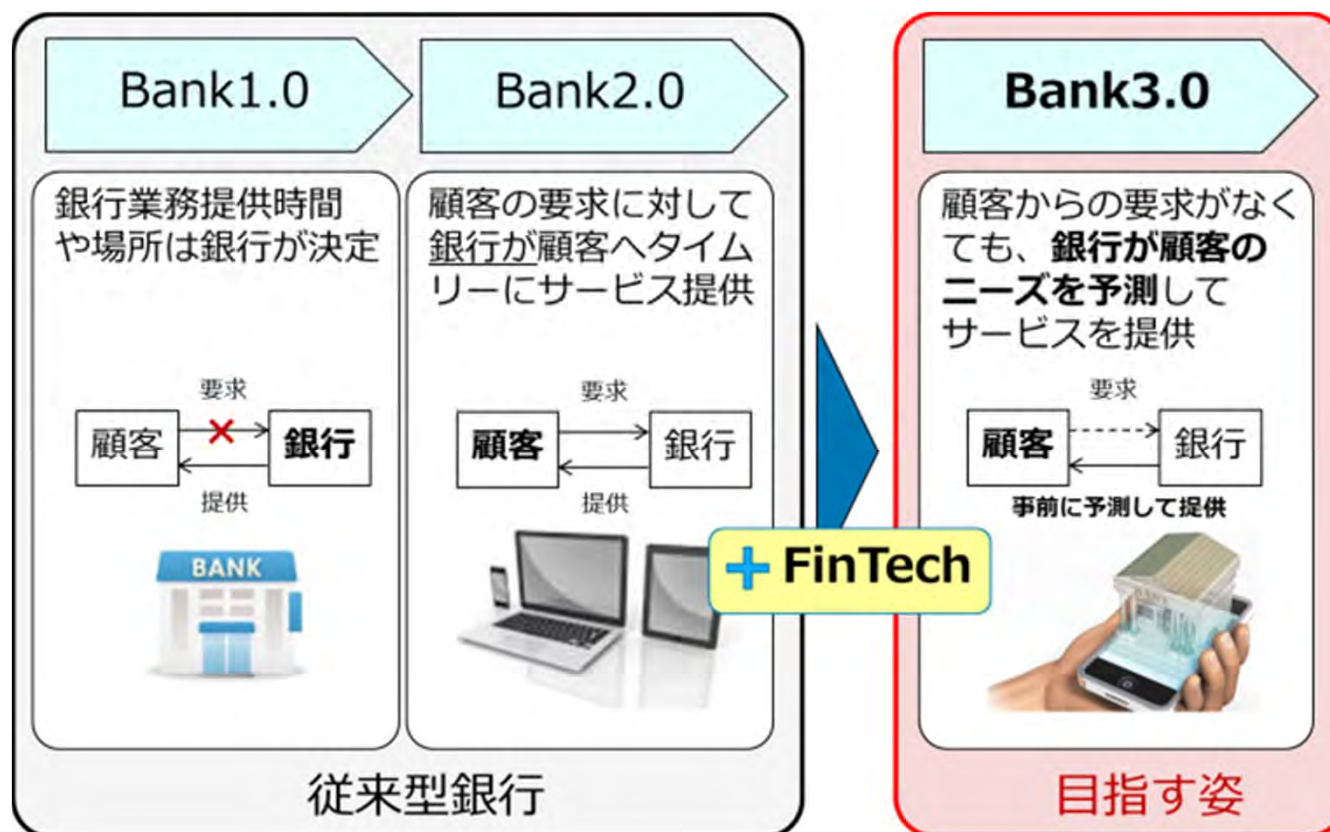 Bank1.0
銀行業務提供時間
や場所は銀行が決定
要求
顧客
銀行
提供
BANK
Bank2.0
顧客の要求に対して
銀行が顧客へタイム
リーにサービス提供
要求
顧客
銀行
提供
従来型銀行
+ FinTech
Bank3.0
顧客からの要求がなく
ても、銀行が顧客の
ニーズを予測して
サービスを提供
要求
顧客
銀行
事前に予測して提供
目指す姿